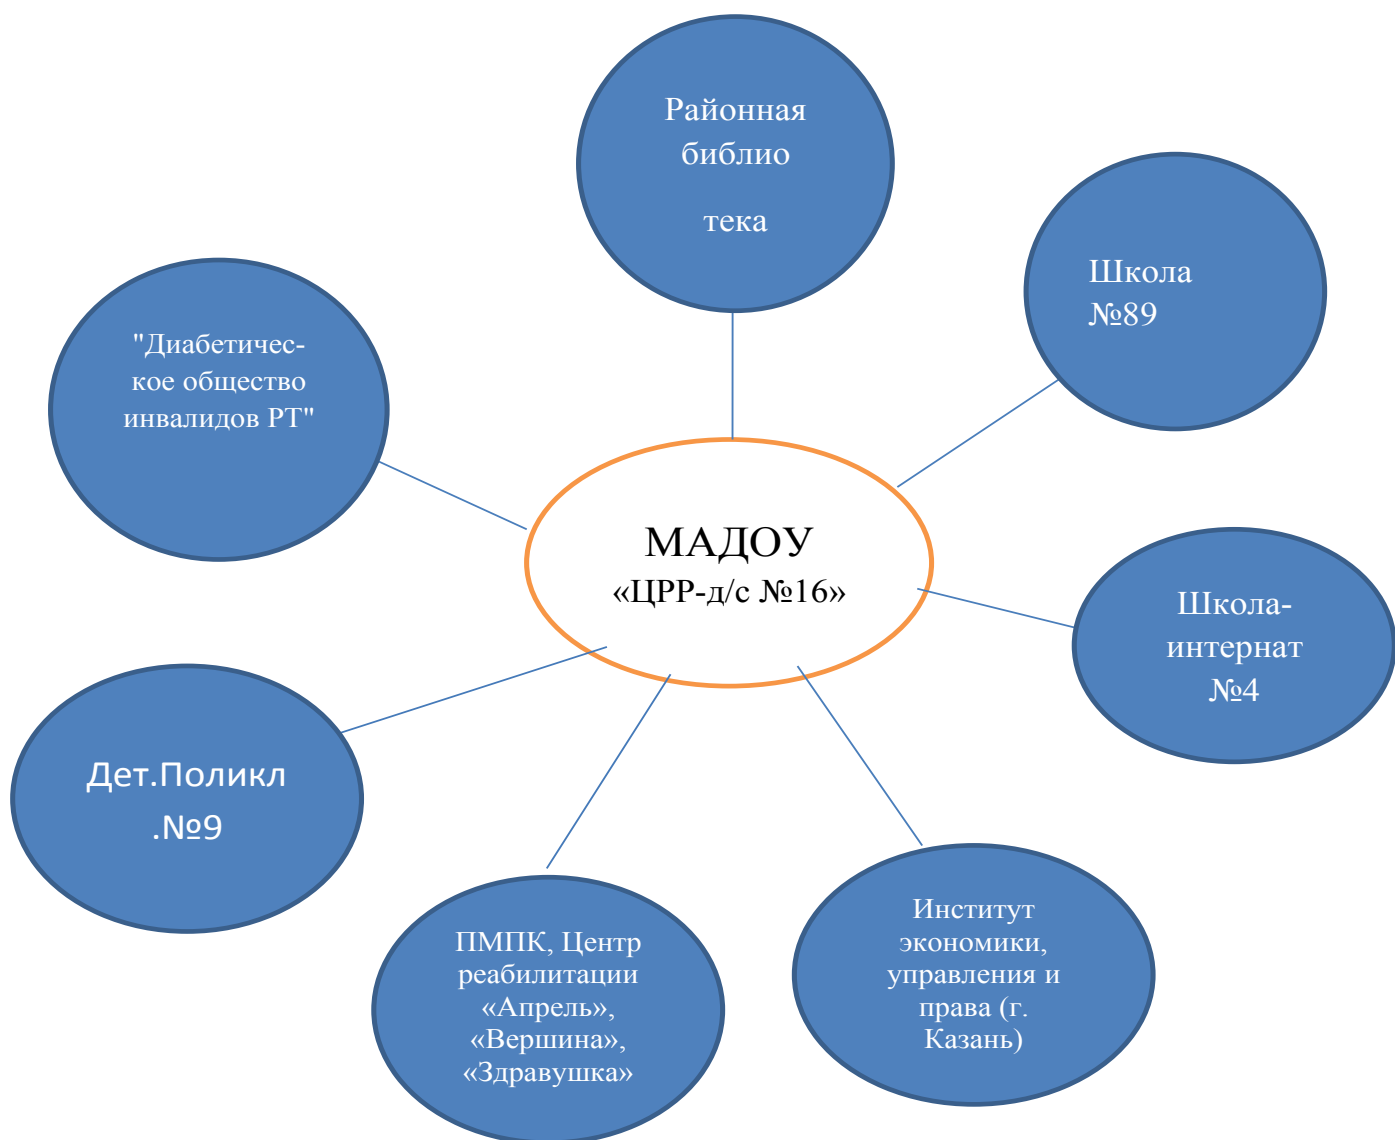 Районная
библио
тека
Школа
№89
"Диабетичес-
кое общество
инвалидов РТ"
МАДОУ
«ЦРР-д/с №16»
Школа-
интернат
№4
Дет.Поликл
.№9
ПМПК, Центр
реабилитации
«Апрель»,
«Вершина»,
«Здравушка»
Институт
экономики,
управления и
права (г.
Казань)